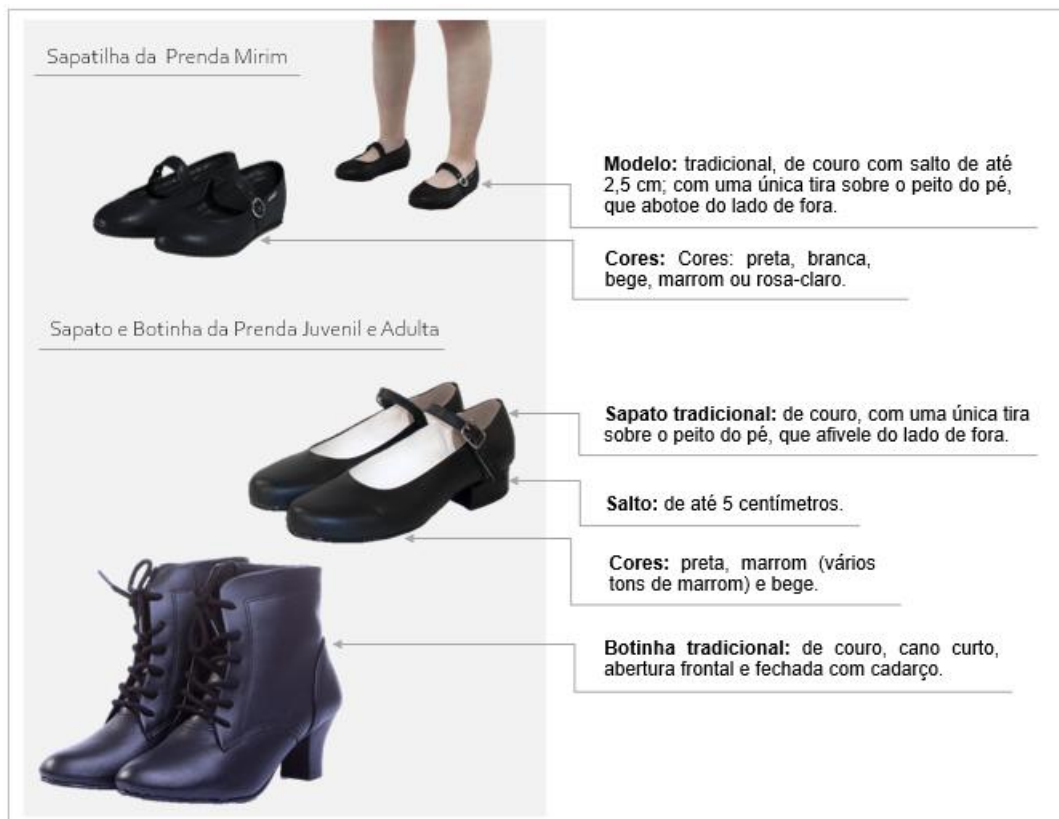 Sapatilha da Prenda Mirim
Modelo: tradicional, de couro com salto de até
2,5 cm; com uma única tira sobre o peito do pé,
que abotoe do lado de fora.
Cores: Cores: preta, branca,
bege, marrom ou rosa-claro.
Sapato e Botinha da Prenda Juvenil e Adulta
Sapato tradicional: de couro, com uma única tira
sobre o peito do pé, que afivele do lado de fora.
Salto: de até 5 centímetros.
Cores: preta, marrom (vários
tons de marrom) e bege.
Botinha tradicional: de couro, cano curto,
abertura frontal e fechada com cadarço.